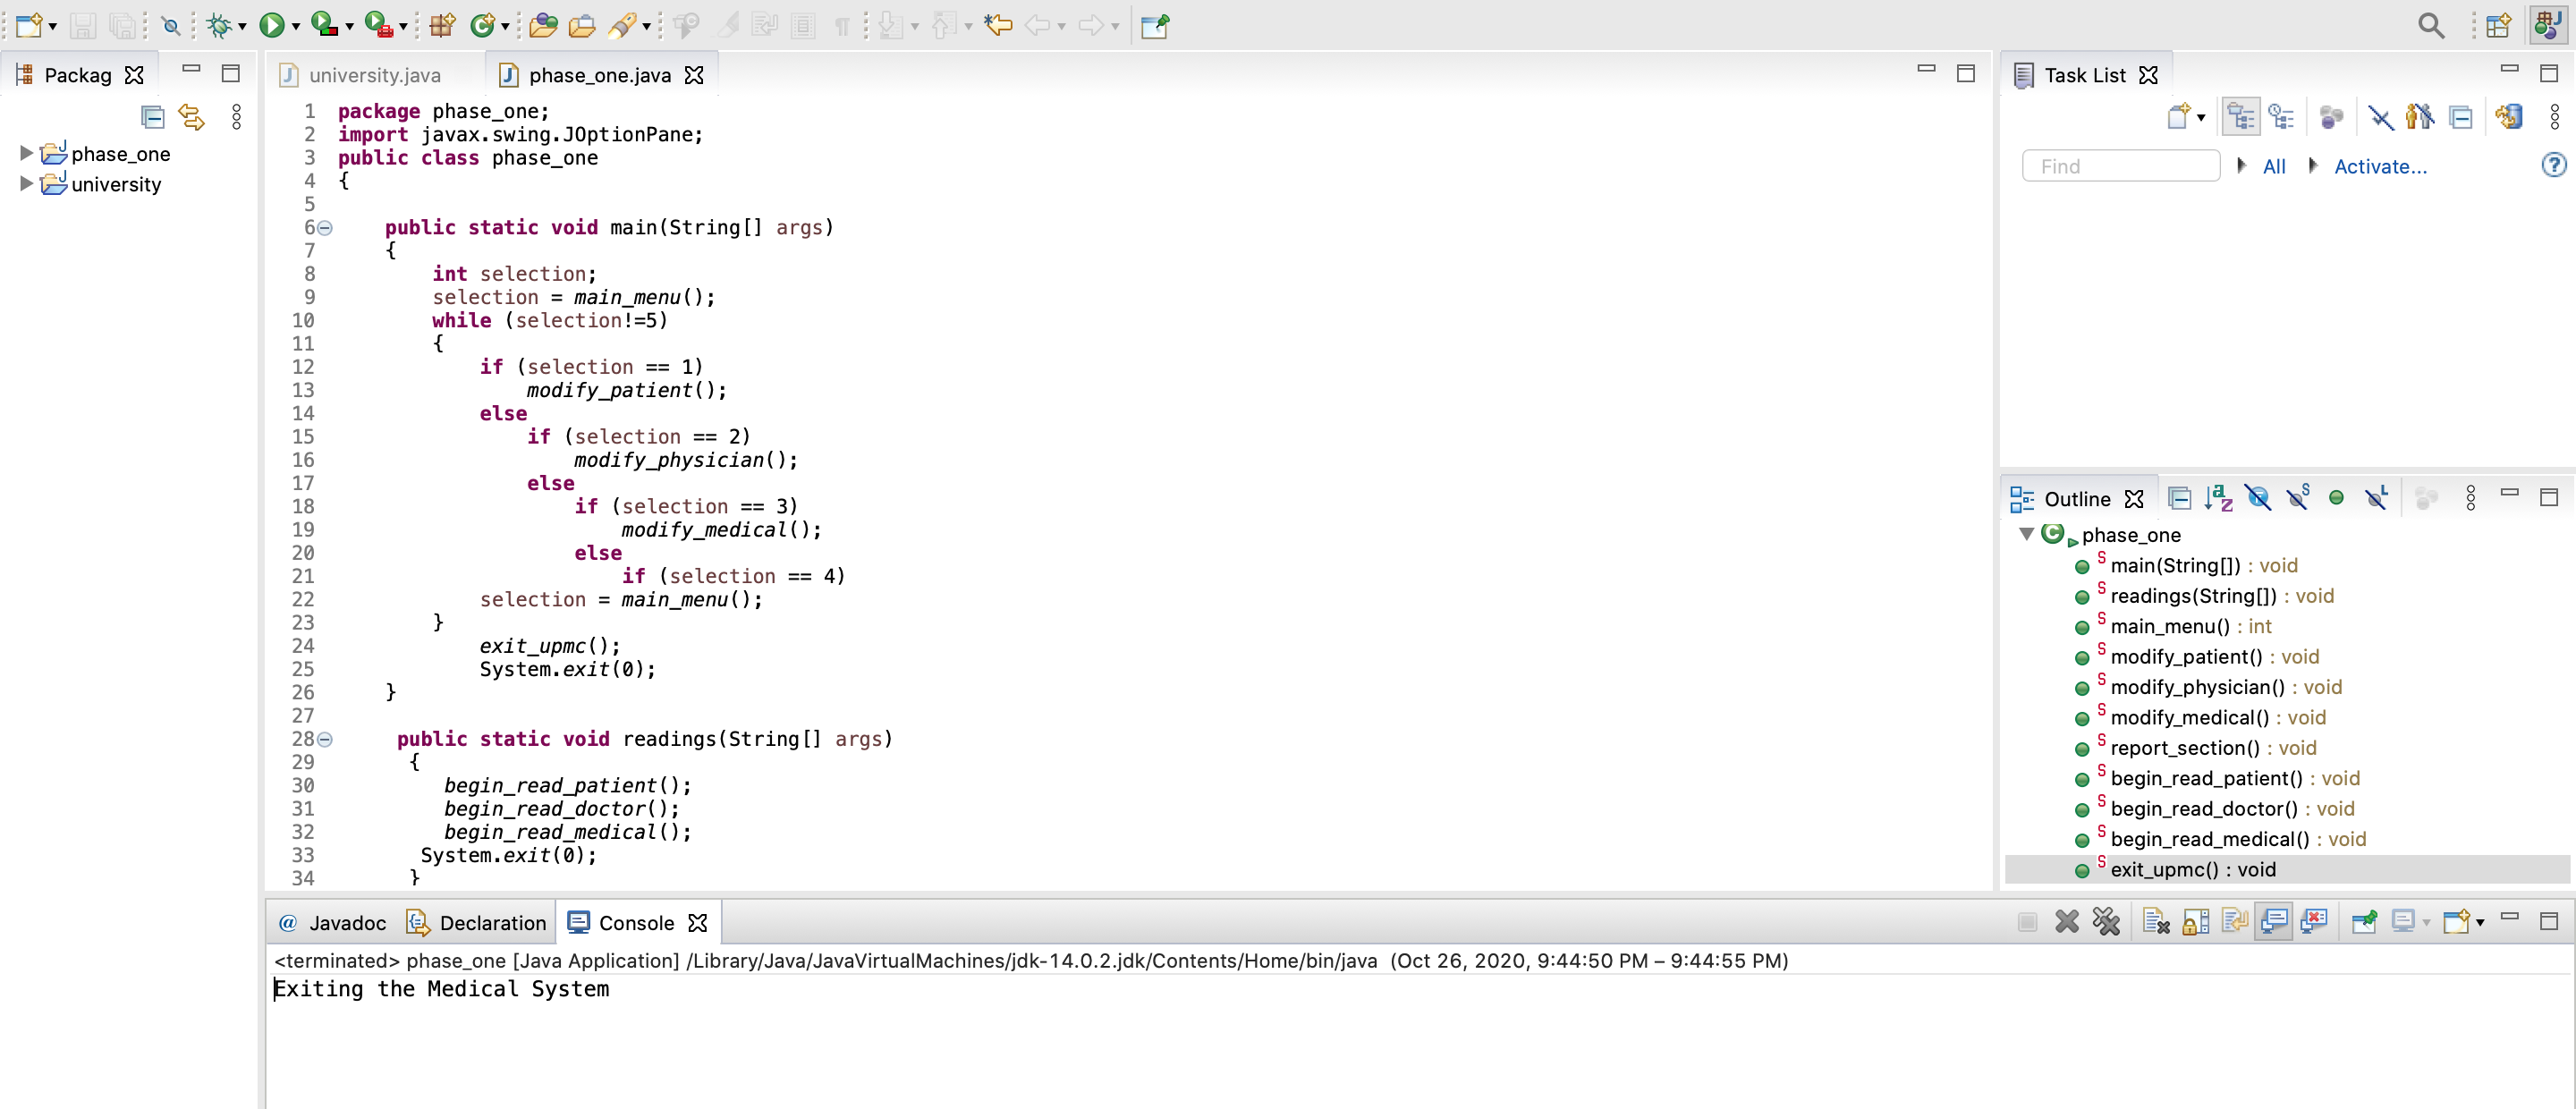 Packag
phase_one
university
university.java
phase_one.java
1 package phase_one;
2 import javax.swing.JOptionPane;
3 public class phase_one
4 {
5
6 public static void main(String[] args)
7 {
8 int selection;
9 selection = main_menu();
10 while (selection!=5)
11 {
12 if (selection == 1)
13 modify_patient();
14 else
15 if (selection == 2)
16 modify_physician();
17 else
18 if (selection == 3)
19 modify_medical();
20 else
21 if (selection == 4)
22 selection = main_menu();
23 }
24 exit_upmc();
25 System.exit(0);
26 }
27
28 public static void readings(String[] args)
29 {
30 begin_read_patient();
31 begin_read_doctor();
32 begin_read_medical();
33 System.exit(0);
34 }
Task List
Find All Activate...
Outline
phase_one
main(String[]) : void
readings(String[]) : void
main_menu() : int
modify_patient() : void
modify_physician() : void
modify_medical() : void
report_section() : void
begin_read_patient() : void
begin_read_doctor() : void
begin_read_medical() : void
exit_upmc() : void
@ Javadoc Declaration Console
<terminated> phase_one [Java Application] /Library/Java/JavaVirtualMachines/jdk-14.0.2.jdk/Contents/Home/bin/java (Oct 26, 2020, 9:44:50 PM – 9:44:55 PM)
Exiting the Medical System